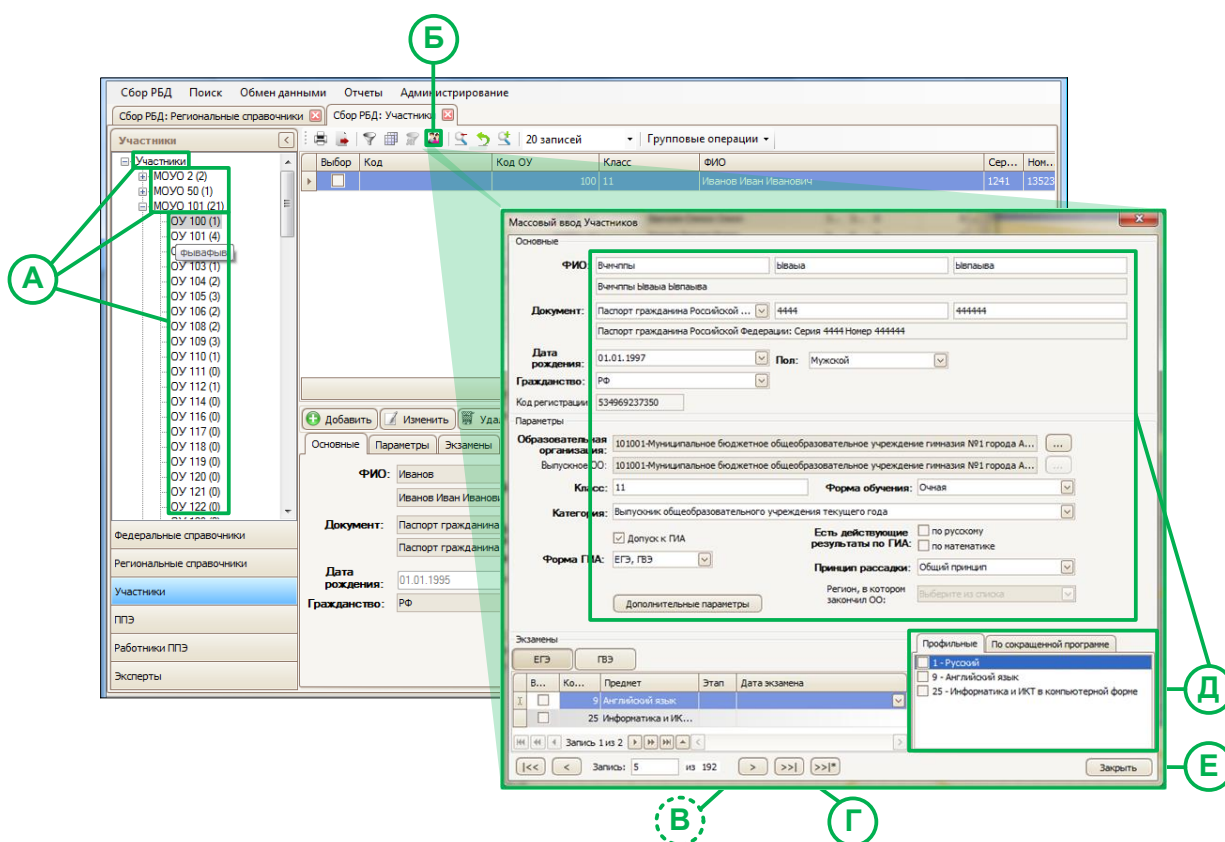 Б
Сбор РБД Поиск Обмен данными Отчеты Администрирование
Сбор РБД: Региональные справочники Сбор РБД: Участники
Участники
20 записей Групповые операции
Участники
МОУО 2 (2)
МОУО 50 (1)
МОУО 101 (21)
ОУ 100 (1)
ОУ 101 (4)
фывафыв
ОУ 103 (1)
ОУ 104 (2)
ОУ 105 (3)
ОУ 106 (2)
ОУ 108 (2)
ОУ 109 (3)
ОУ 110 (1)
ОУ 111 (0)
ОУ 112 (1)
ОУ 114 (0)
ОУ 116 (0)
ОУ 117 (0)
ОУ 118 (0)
ОУ 119 (0)
ОУ 120 (0)
ОУ 121 (0)
ОУ 122 (0)
А
Федеральные справочники
Региональные справочники
Участники
ППЭ
Работники ППЭ
Эксперты
Выбор Код Код ОУ Класс ФИО Сер... Ном...
100 11 Иванов Иван Иванович 1241 13523
Добавить Изменить Уда
Основные Параметры Экзамены
ФИО: Иванов
Иванов Иван Иванов
Документ: Паспорт гражданина
Паспорт гражданина
Дата рождения: 01.01.1995
Гражданство: РФ
Массовый ввод Участников
Основные
ФИО: Вчнчппы Ываыа Ывпаыва
Вчнчппы Ываыа Ывпаыва
Документ: Паспорт гражданина Российской ... 4444 444444
Паспорт гражданина Российской Федерации: Серия 4444 Номер 444444
Дата рождения: 01.01.1997 Пол: Мужской
Гражданство: РФ
Код регистрации: 534969237350
Параметры
Образовательная организация: 101001-Муниципальное бюджетное общеобразовательное учреждение гимназия №1 города А... ...
Выпускное ОО: 101001-Муниципальное бюджетное общеобразовательное учреждение гимназия №1 города А... ...
Класс: 11 Форма обучения: Очная
Категория: Выпускник общеобразовательного учреждения текущего года
Допуск к ГИА Есть действующие результаты по ГИА: по русскому
по математике
Форма ГИА: ЕГЭ, ГВЭ Принцип рассадки: Общий принцип
Дополнительные параметры Регион, в котором закончил ОО: Выберите из списка
Экзамены
ЕГЭ ГВЭ
В... Ко... Предмет Этап Дата экзамена
9 Английский язык
25 Информатика и ИК...
Запись 1 из 2
Профильные По сокращенной программе
1 - Русский
9 - Английский язык
25 - Информатика и ИКТ в компьютерной форме
|<< < Запись: 5 из 192 > >>| >>|* Закрыть
Д
Е
В
Г